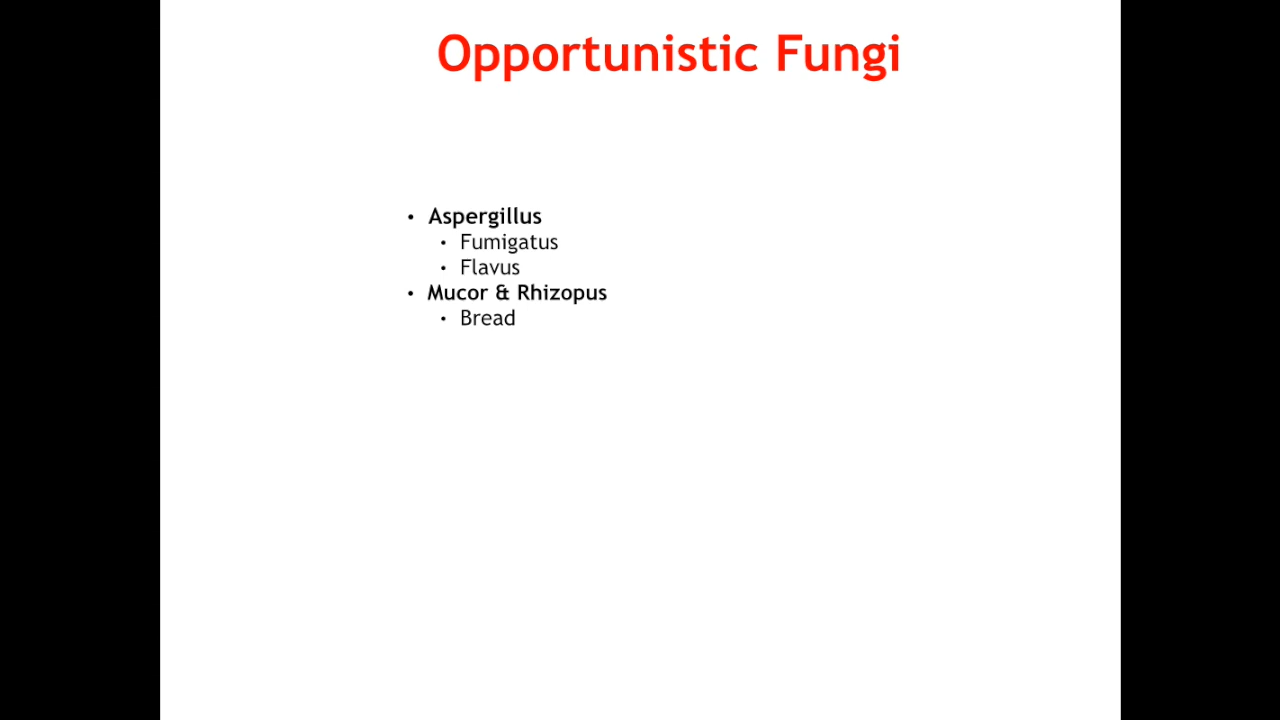 Opportunistic Fungi
• Aspergillus
• Fumigatus
• Flavus
• Mucor & Rhizopus
• Bread